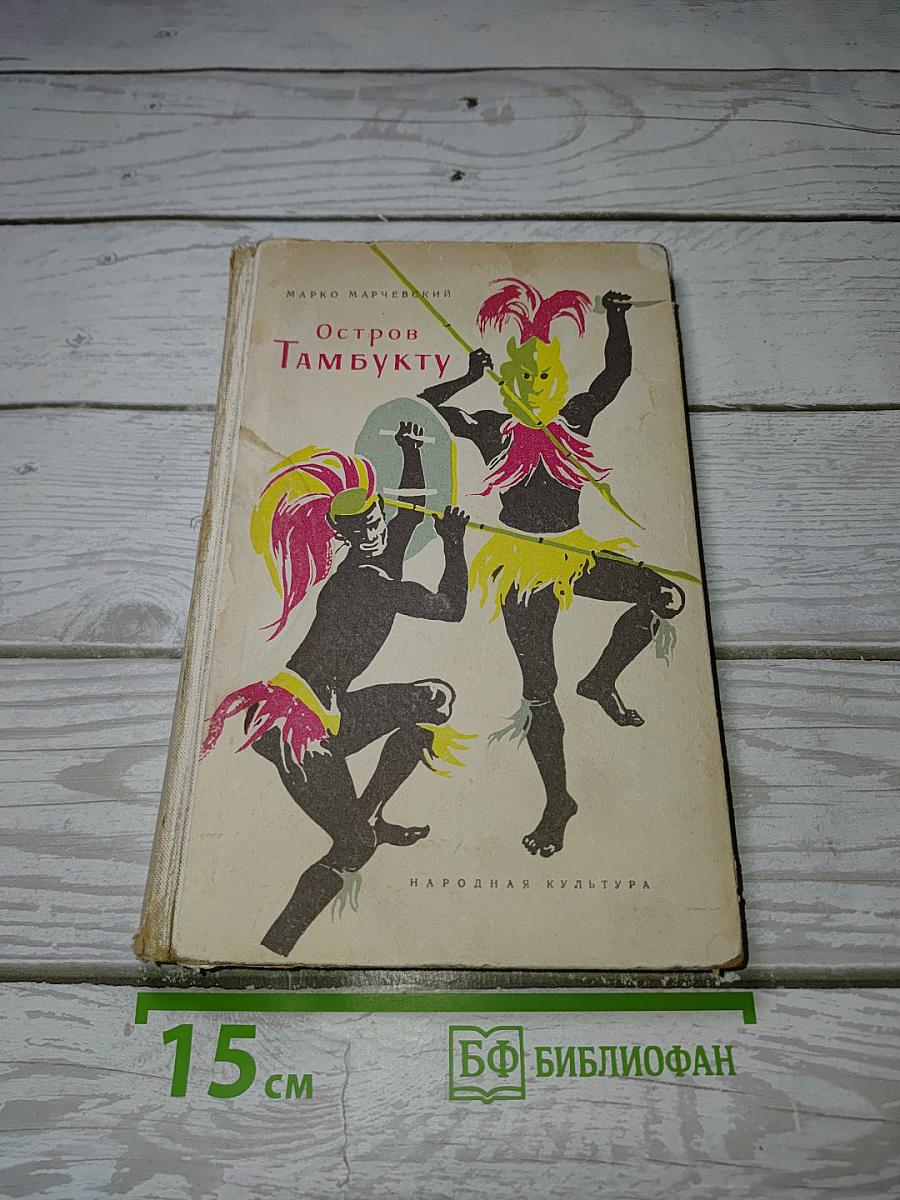 МАРКО МАРЧЕВСКИЙ
Остров
ТАМБУКТУ
НАРОДНАЯ КУЛЬТУРА
15 см
БФ БИБЛИОФАН